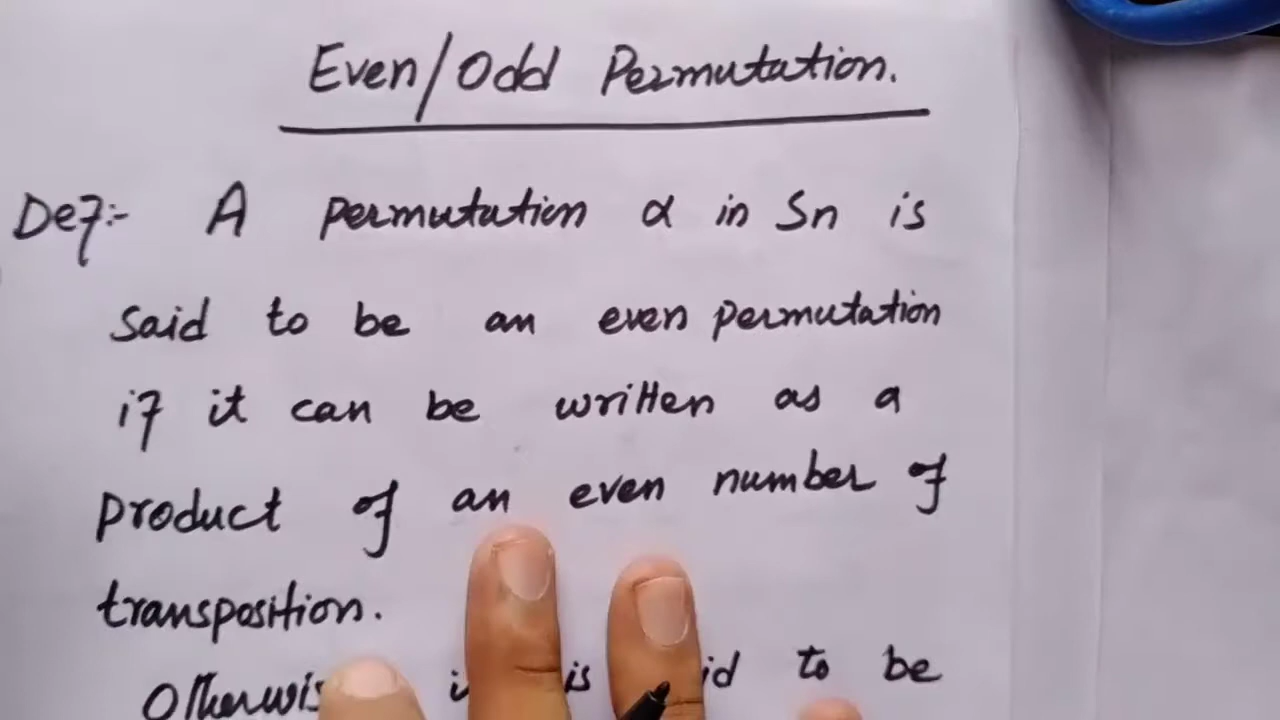 Even/Odd Permutation.
Def:- A permutation α in Sn is
said to be an even permutation
if it can be written as a
product of an even number of
transposition.
is to be